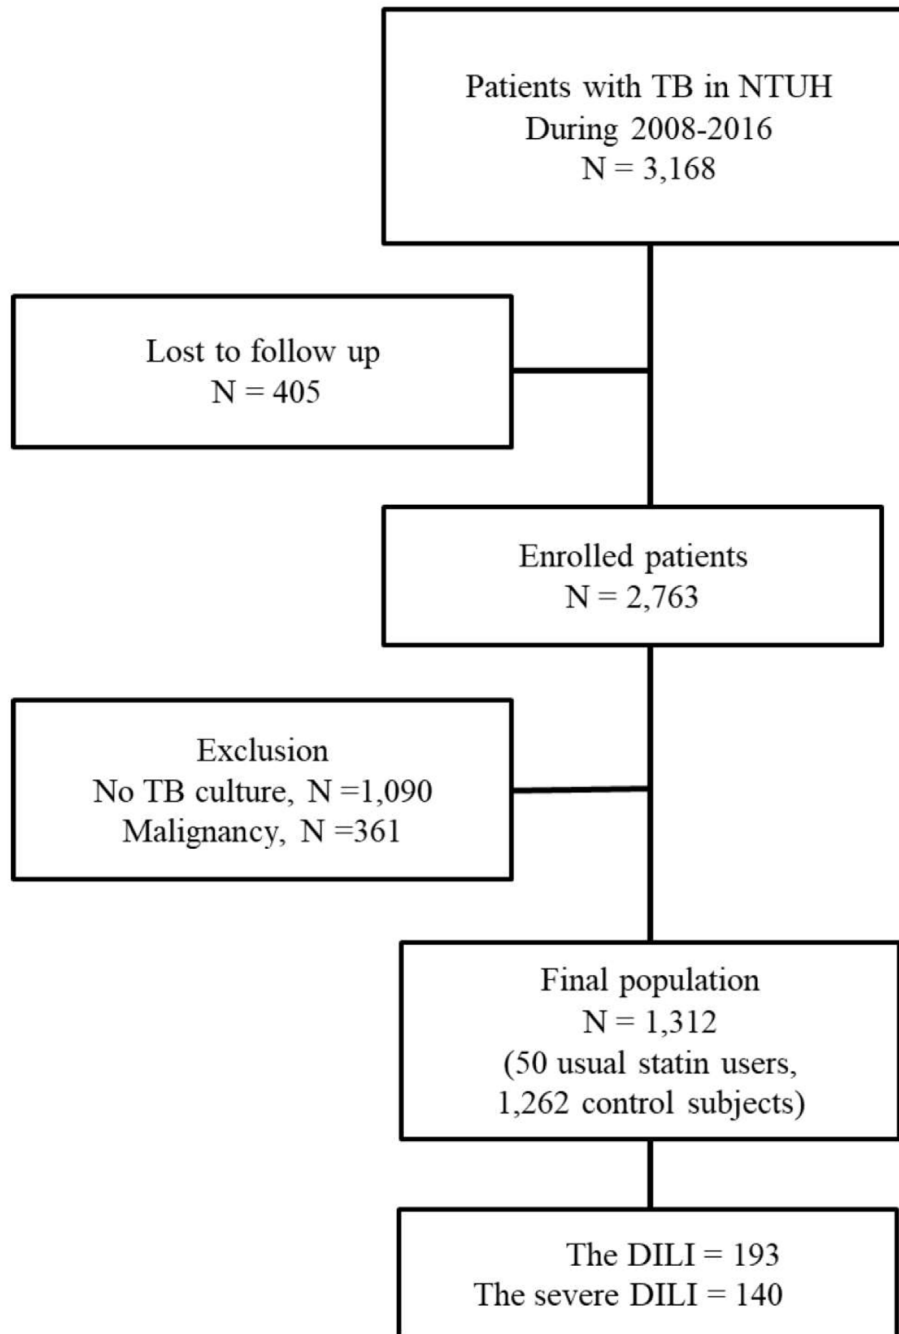 Patients with TB in NTUH
During 2008-2016
N = 3,168
Lost to follow up
N = 405
Enrolled patients
N = 2,763
Exclusion
No TB culture, N =1,090
Malignancy, N =361
Final population
N = 1,312
(50 usual statin users,
1,262 control subjects)
The DILI = 193
The severe DILI = 140